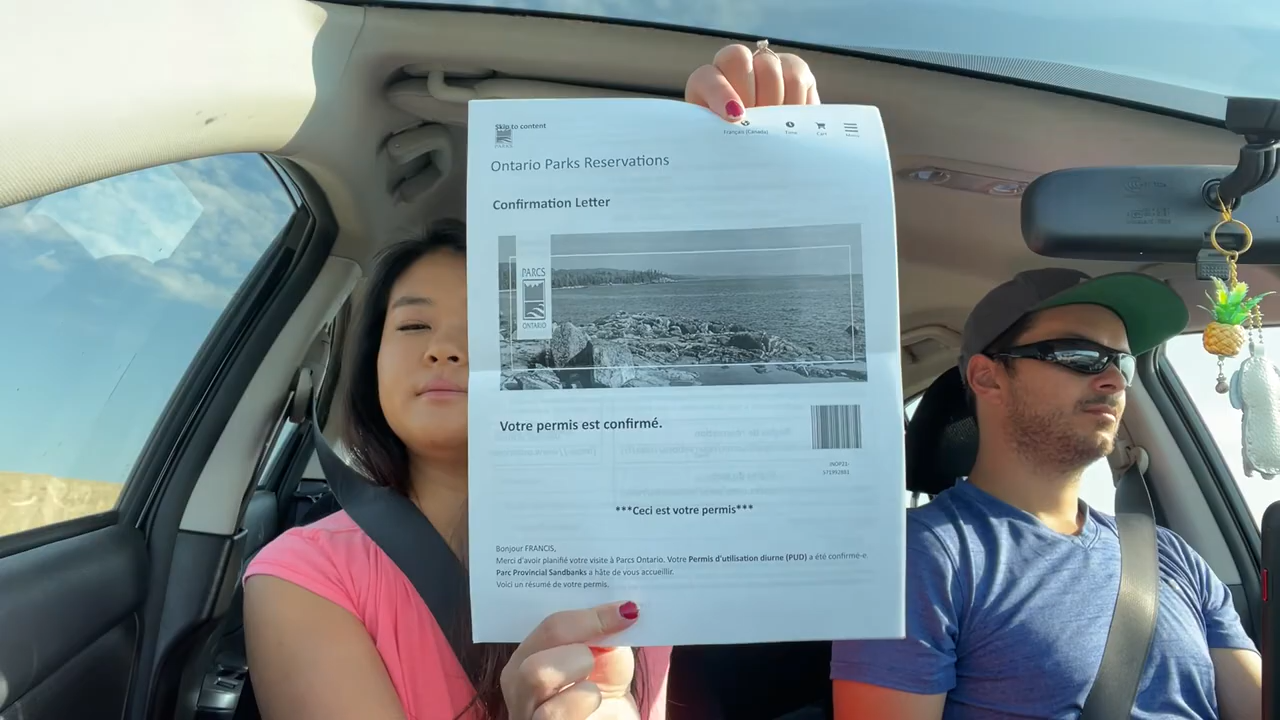 Skip to content
PARKS
Français (Canada)
Time
Cart
Menu
Ontario Parks Reservations
Confirmation Letter
PARCS
ONTARIO
Votre permis est confirmé.
***Ceci est votre permis***
Bonjour FRANCIS,
Merci d'avoir planifié votre visite à Parcs Ontario. Votre Permis d'utilisation diurne (PUD) a été confirmé-e.
Parc Provincial Sandbanks a hâte de vous accueillir.
Voici un résumé de votre permis.